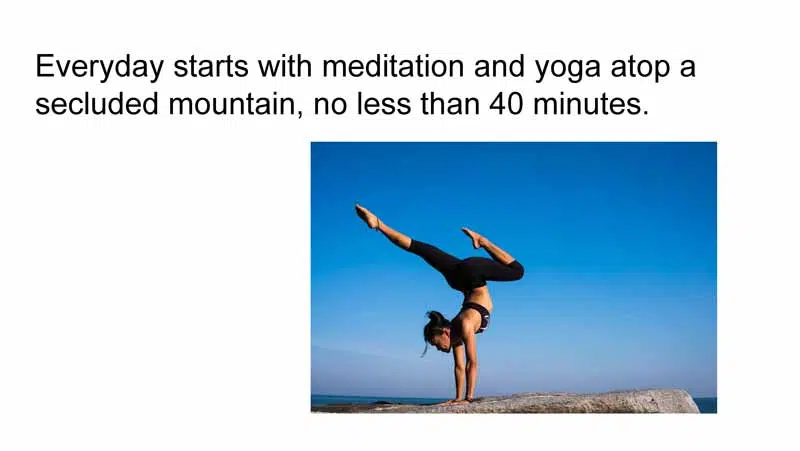 Everyday starts with meditation and yoga atop a
secluded mountain, no less than 40 minutes.